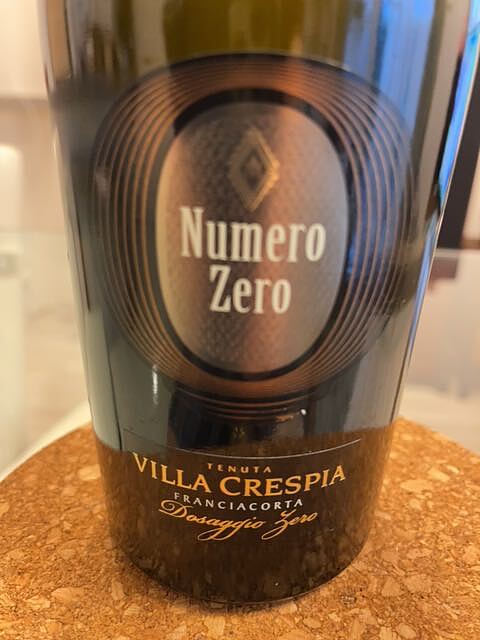 Numero
Zero
TENUTA
VILLA CRESPIA
FRANCIACORTA
Dosaggio Zero